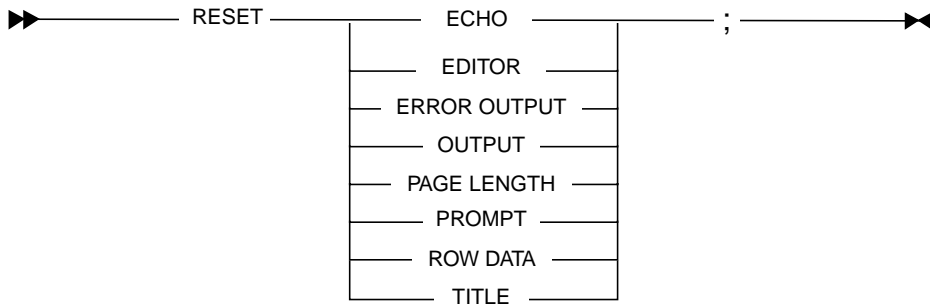 RESET ECHO ;
EDITOR
ERROR OUTPUT
OUTPUT
PAGE LENGTH
PROMPT
ROW DATA
TITLE